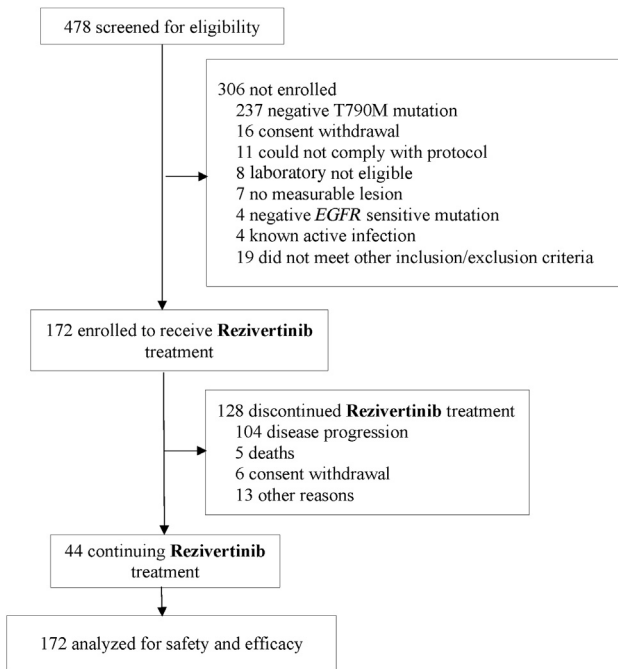 478 screened for eligibility
306 not enrolled
237 negative T790M mutation
16 consent withdrawal
11 could not comply with protocol
8 laboratory not eligible
7 no measurable lesion
4 negative EGFR sensitive mutation
4 known active infection
19 did not meet other inclusion/exclusion criteria
172 enrolled to receive Rezivertinib
treatment
128 discontinued Rezivertinib treatment
104 disease progression
5 deaths
6 consent withdrawal
13 other reasons
44 continuing Rezivertinib
treatment
172 analyzed for safety and efficacy